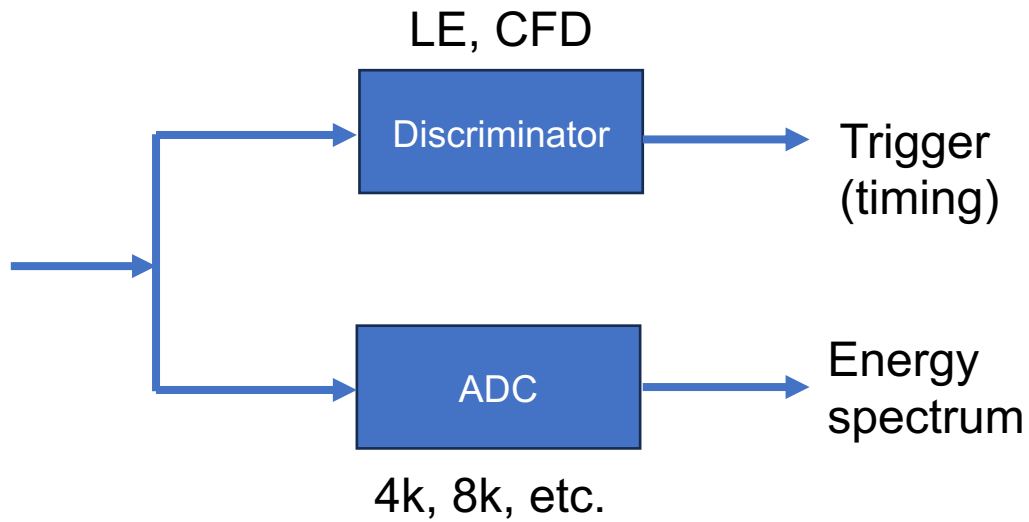 LE, CFD
Discriminator
Trigger
(timing)
ADC
Energy
spectrum
4k, 8k, etc.